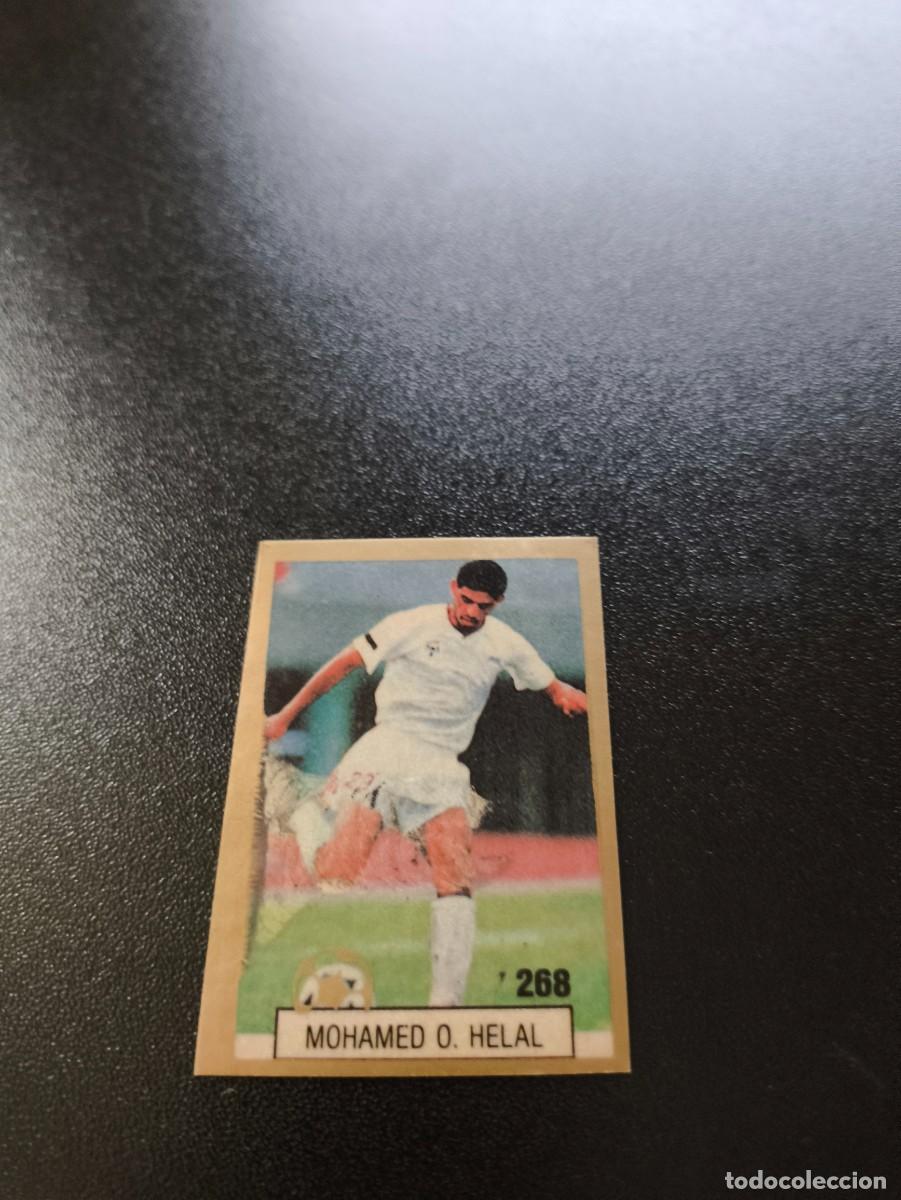 268
MOHAMED O. HELAL
todocoleccion